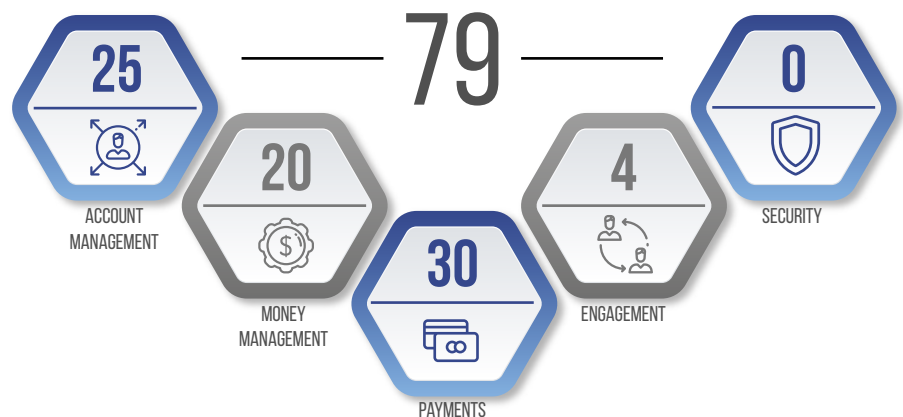 79
25
ACCOUNT
MANAGEMENT
20
MONEY
MANAGEMENT
30
PAYMENTS
4
ENGAGEMENT
0
SECURITY